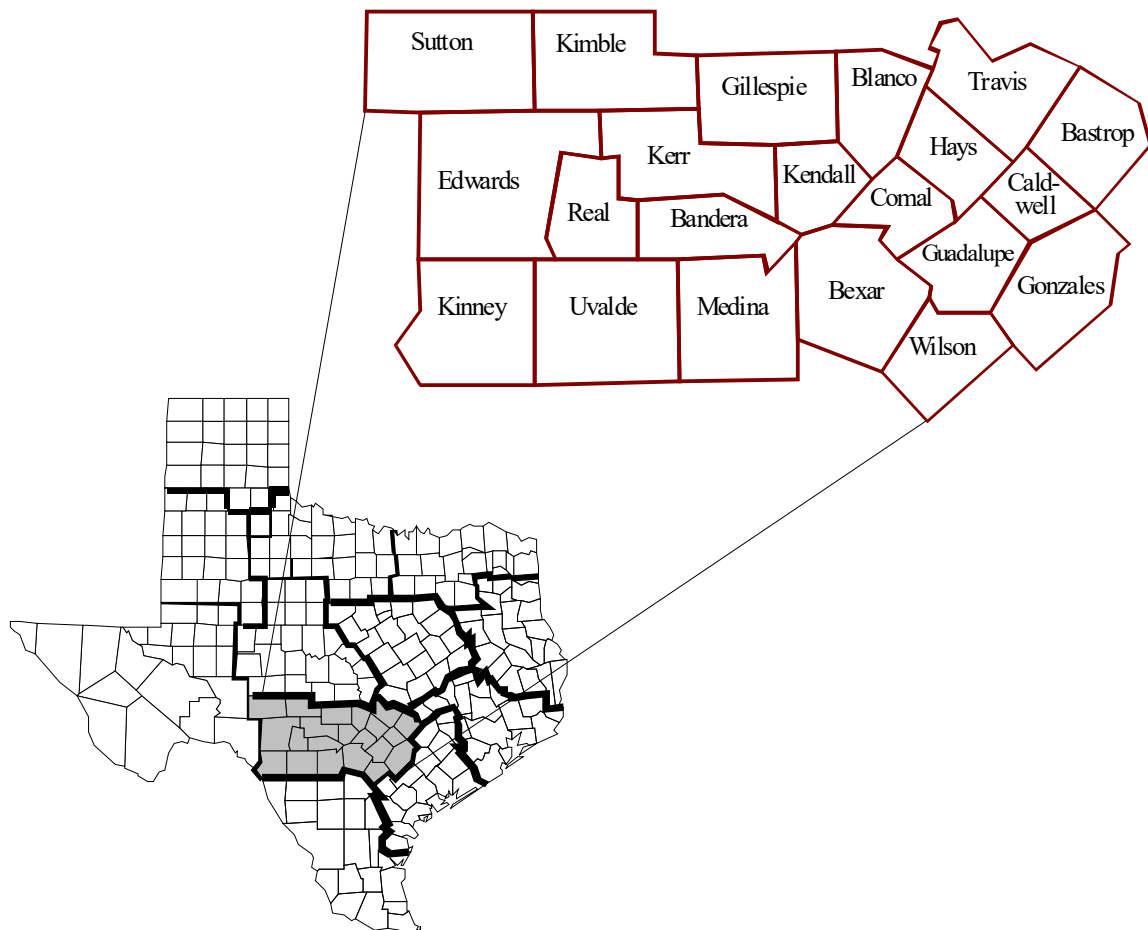 Sutton
Kimble
Gillespie
Blanco
Travis
Bastrop
Hays
Kerr
Edwards
Kendall
Cald-
well
Real
Comal
Bandera
Guadalupe
Gonzales
Bexar
Kinney
Uvalde
Medina
Wilson